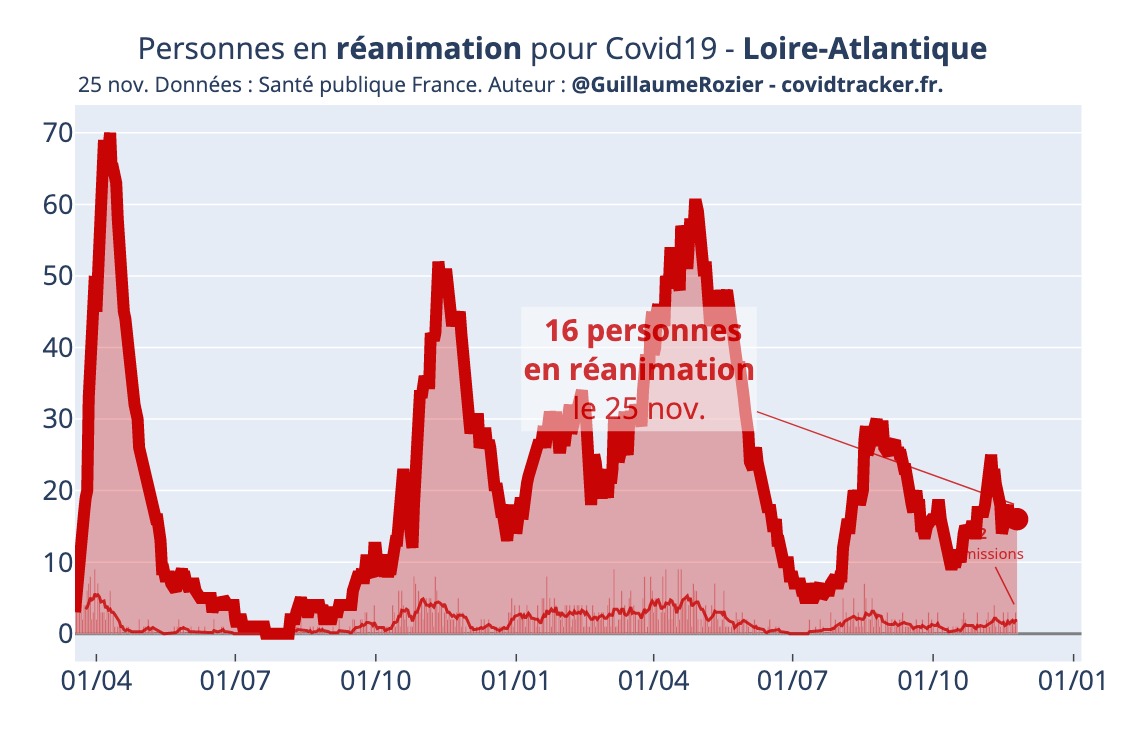 Personnes en réanimation pour Covid19 - Loire-Atlantique
25 nov. Données : Santé publique France. Auteur : @GuillaumeRozier - covidtracker.fr.
70
60
50
40
30
20
10
0
16 personnes
en réanimation
le 25 nov.
2
missions
01/04
01/07
01/10
01/01
01/04
01/07
01/10
01/01